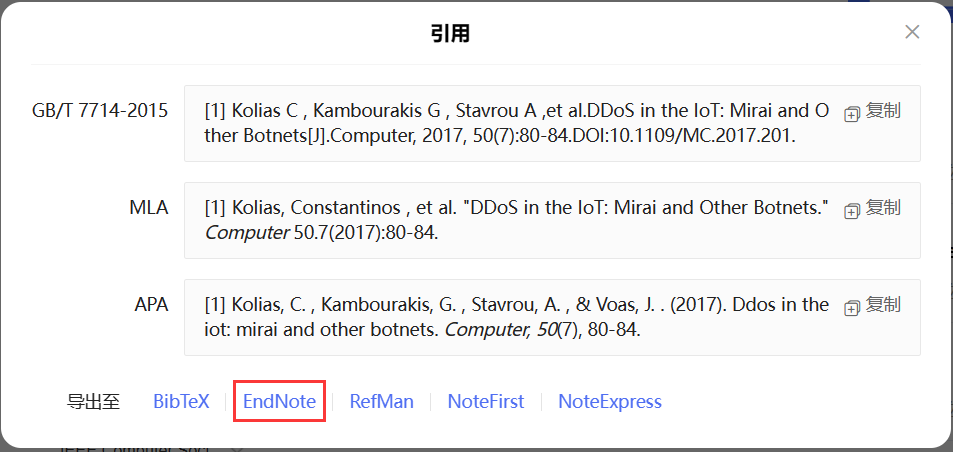 引用
GB/T 7714-2015
[1] Kolias C , Kambourakis G , Stavrou A ,et al.DDoS in the IoT: Mirai and O
ther Botnets[J].Computer, 2017, 50(7):80-84.DOI:10.1109/MC.2017.201.
复制
MLA
[1] Kolias, Constantinos , et al. "DDoS in the IoT: Mirai and Other Botnets."
Computer 50.7(2017):80-84.
复制
APA
[1] Kolias, C. , Kambourakis, G. , Stavrou, A. , & Voas, J. . (2017). Ddos in the
iot: mirai and other botnets. Computer, 50(7), 80-84.
复制
导出至 BibTeX EndNote RefMan NoteFirst NoteExpress